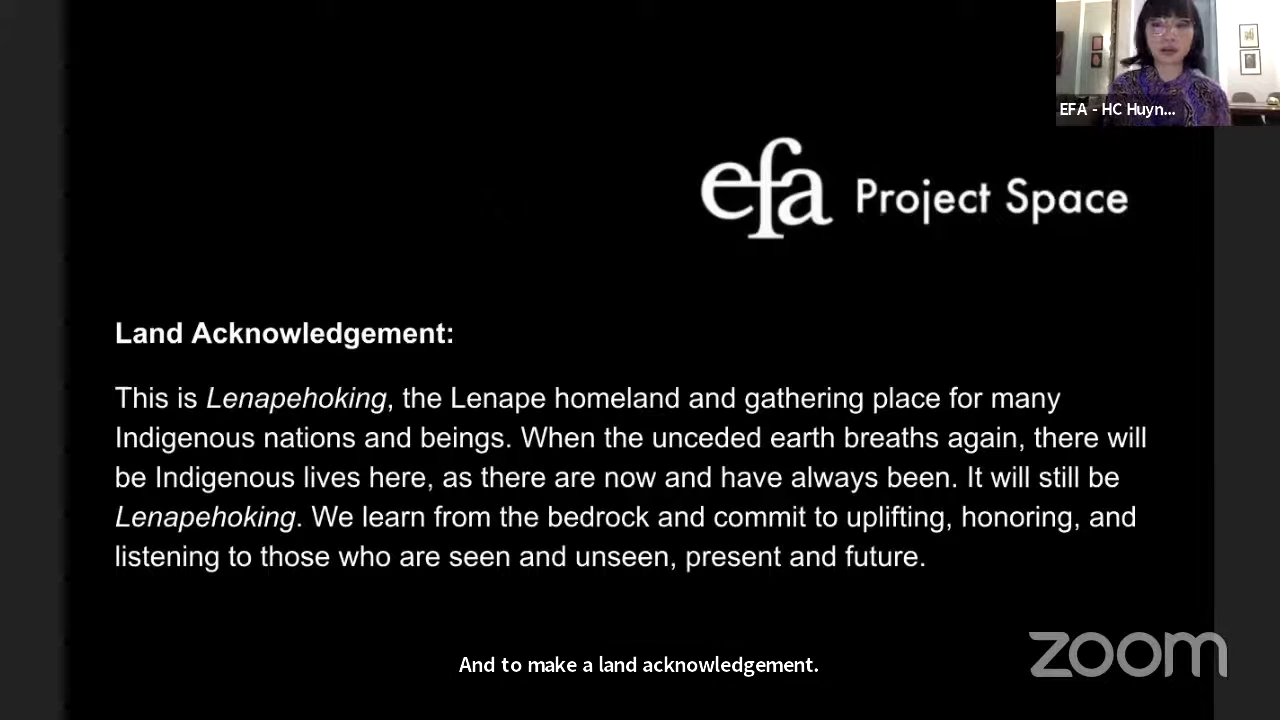 EFA - HC Huyn...
efa Project Space
Land Acknowledgement:
This is Lenapehoking, the Lenape homeland and gathering place for many
Indigenous nations and beings. When the unceded earth breaths again, there will
be Indigenous lives here, as there are now and have always been. It will still be
Lenapehoking. We learn from the bedrock and commit to uplifting, honoring, and
listening to those who are seen and unseen, present and future.
And to make a land acknowledgement.
zoom